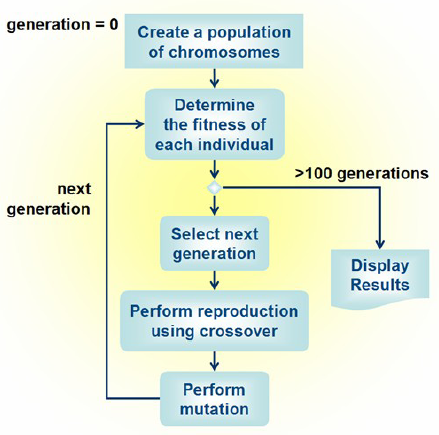 generation = 0
Create a population
of chromosomes
Determine
the fitness of
each individual
>100 generations
next
generation
Select next
generation
Display
Results
Perform reproduction
using crossover
Perform
mutation